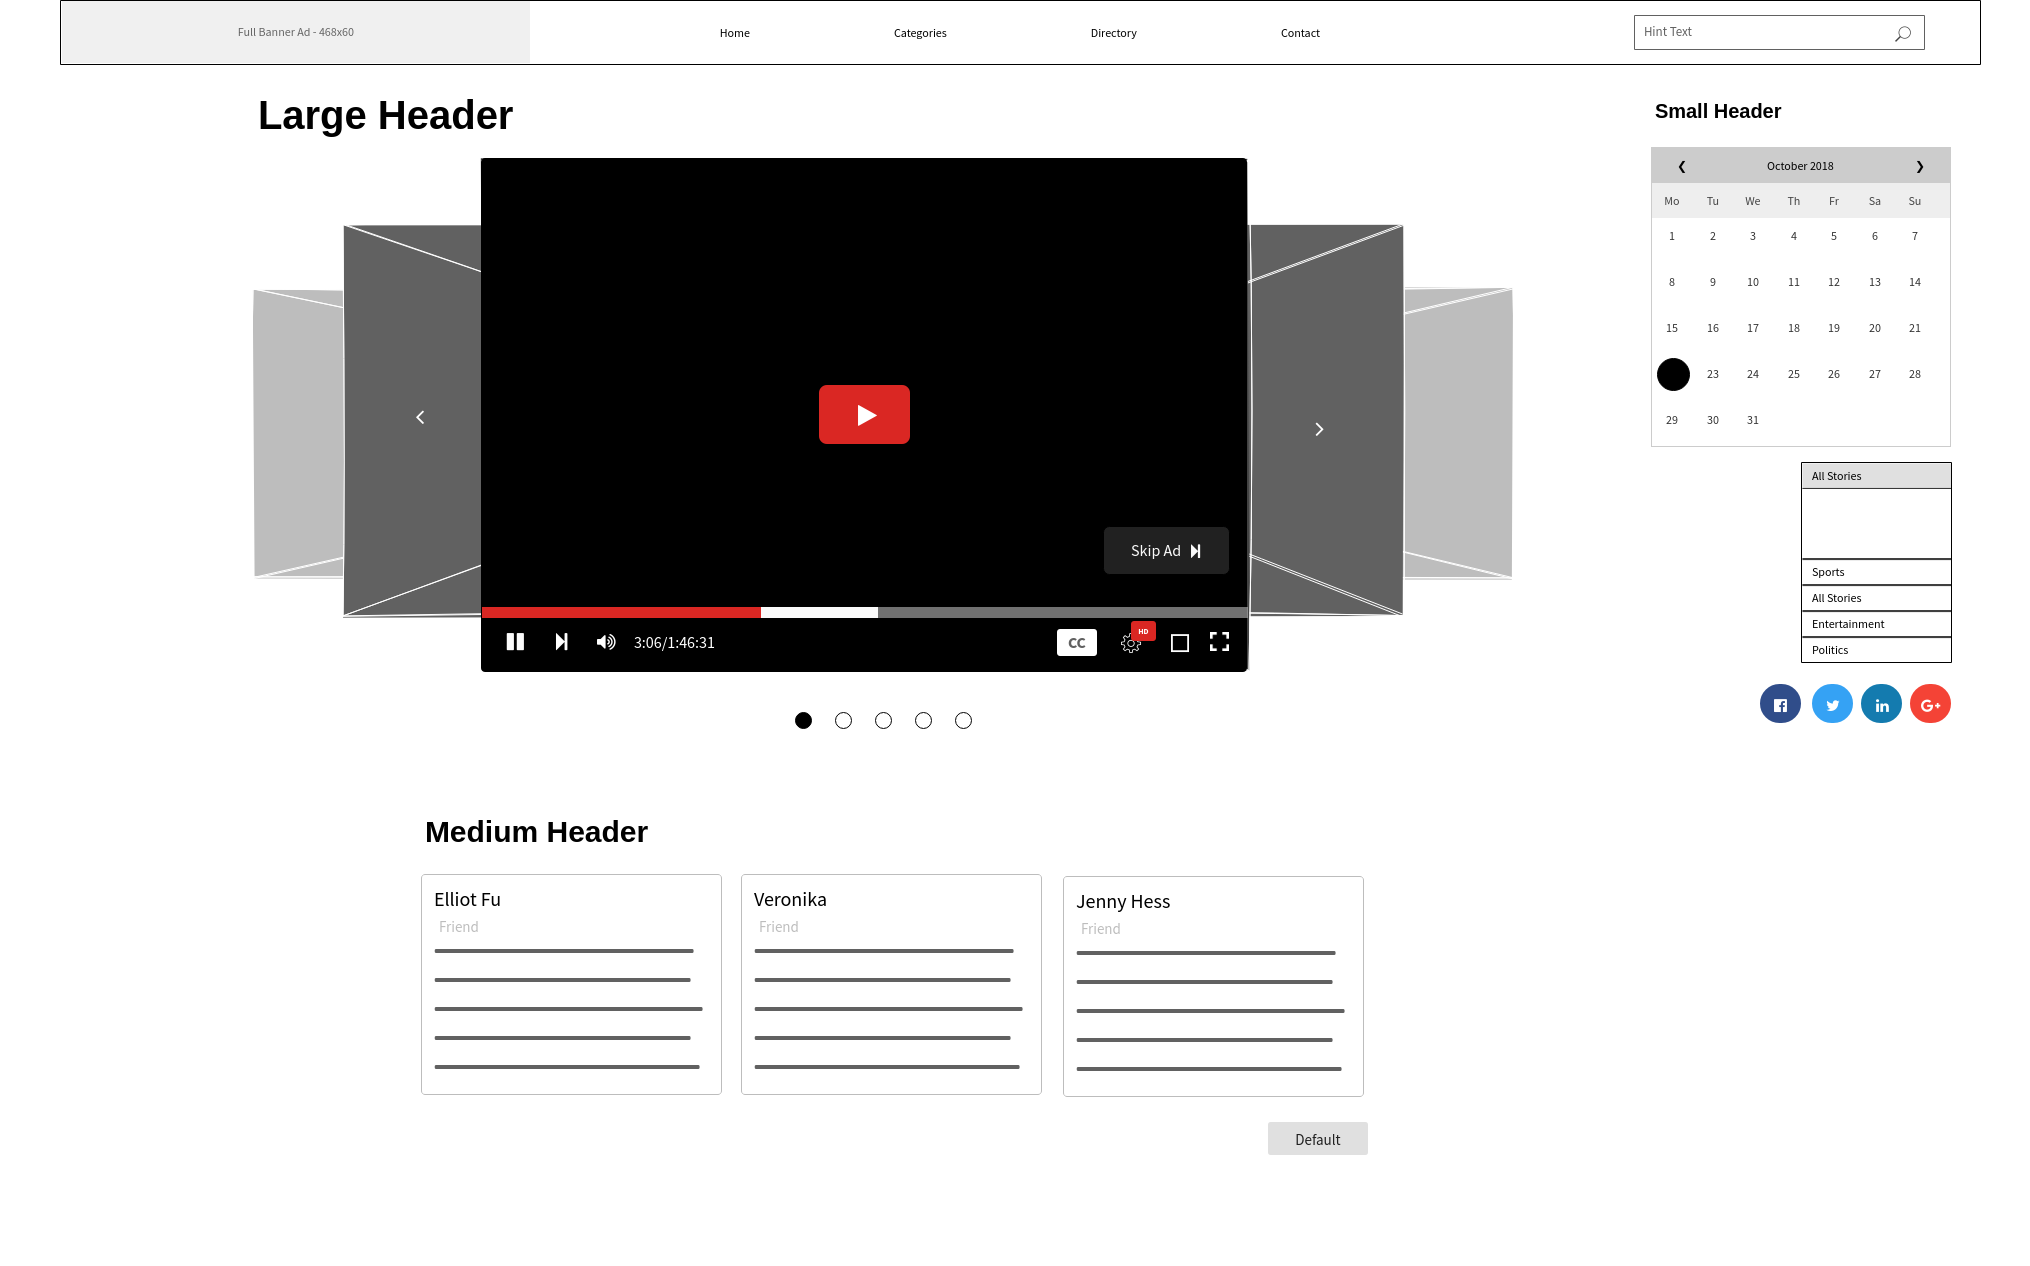 Full Banner Ad - 468x60
Home
Categories
Directory
Contact
Hint Text
Large Header
Small Header
October 2018
Mo Tu We Th Fr Sa Su
1 2 3 4 5 6 7
8 9 10 11 12 13 14
15 16 17 18 19 20 21
23 24 25 26 27 28
29 30 31
Skip Ad
3:06/1:46:31
CC
HD
All Stories
Sports
All Stories
Entertainment
Politics
in
G+
Medium Header
Elliot Fu
Friend
Veronika
Friend
Jenny Hess
Friend
Default